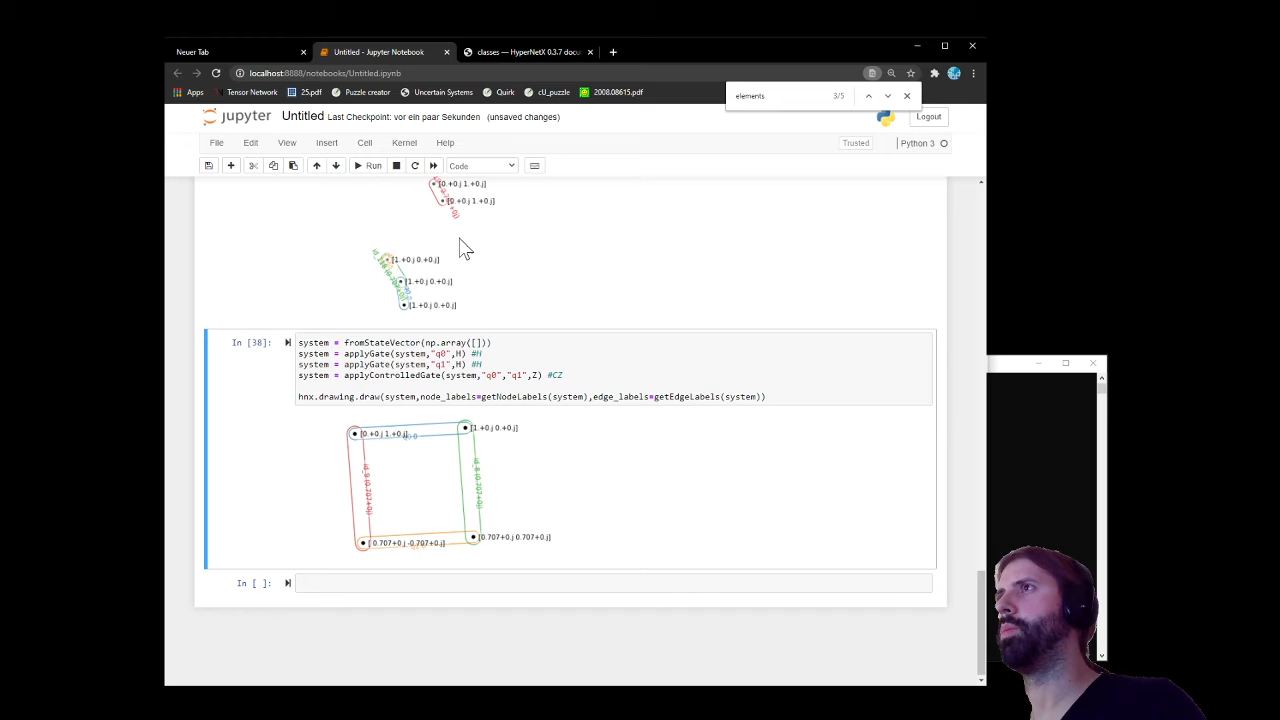 Neuer Tab
Untitled - Jupyter Notebook
classes — HyperNetX 0.3.7 docu
localhost:8888/notebooks/Untitled.ipynb
Apps
Tensor Network
25.pdf
Puzzle creator
Uncertain Systems
Quirk
cU_puzzle
2008.08615.pdf
elements
3/5
jupyter Untitled Last Checkpoint: vor ein paar Sekunden (unsaved changes)
Logout
File Edit View Insert Cell Kernel Help
Trusted
Python 3
Run
Code
[0.+0.j 1.+0.j]
[0.+0.j 1.+0.j]
[1.+0.j 0.+0.j]
[1.+0.j 0.+0.j]
[1.+0.j 0.+0.j]
In [38]:
system = fromStateVector(np.array([]))
system = applyGate(system,"q0",H) #H
system = applyGate(system,"q1",H) #H
system = applyControlledGate(system,"q0","q1",Z) #CZ
hnx.drawing.draw(system,node_labels=getNodeLabels(system),edge_labels=getEdgeLabels(system))
[0.+0.j 1.+0.j]
[1.+0.j 0.+0.j]
[ 0.707+0.j -0.707+0.j]
[0.707+0.j 0.707+0.j]
In [ ]: